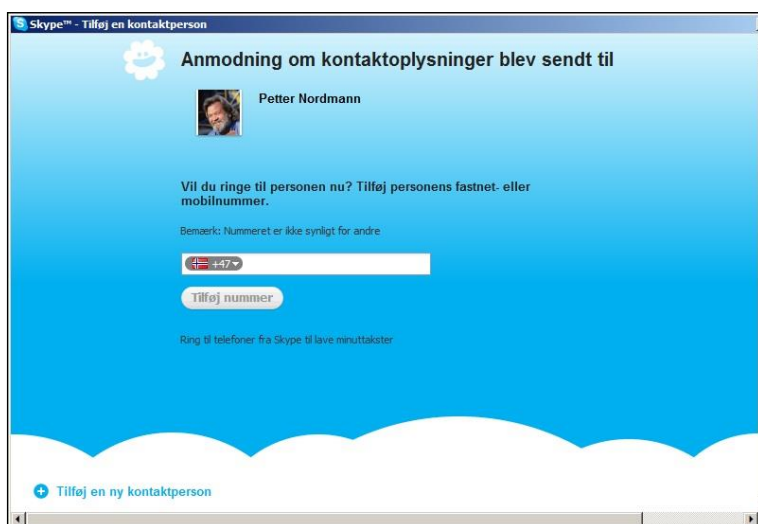 Skype™ - Tilføj en kontaktperson
Anmodning om kontaktoplysninger blev sendt til
Petter Nordmann
Vil du ringe til personen nu? Tilføj personens fastnet- eller
mobilnummer.
Bemærk: Nummeret er ikke synligt for andre
+47
Tilføj nummer
Ring til telefoner fra Skype til lave minuttakster
Tilføj en ny kontaktperson